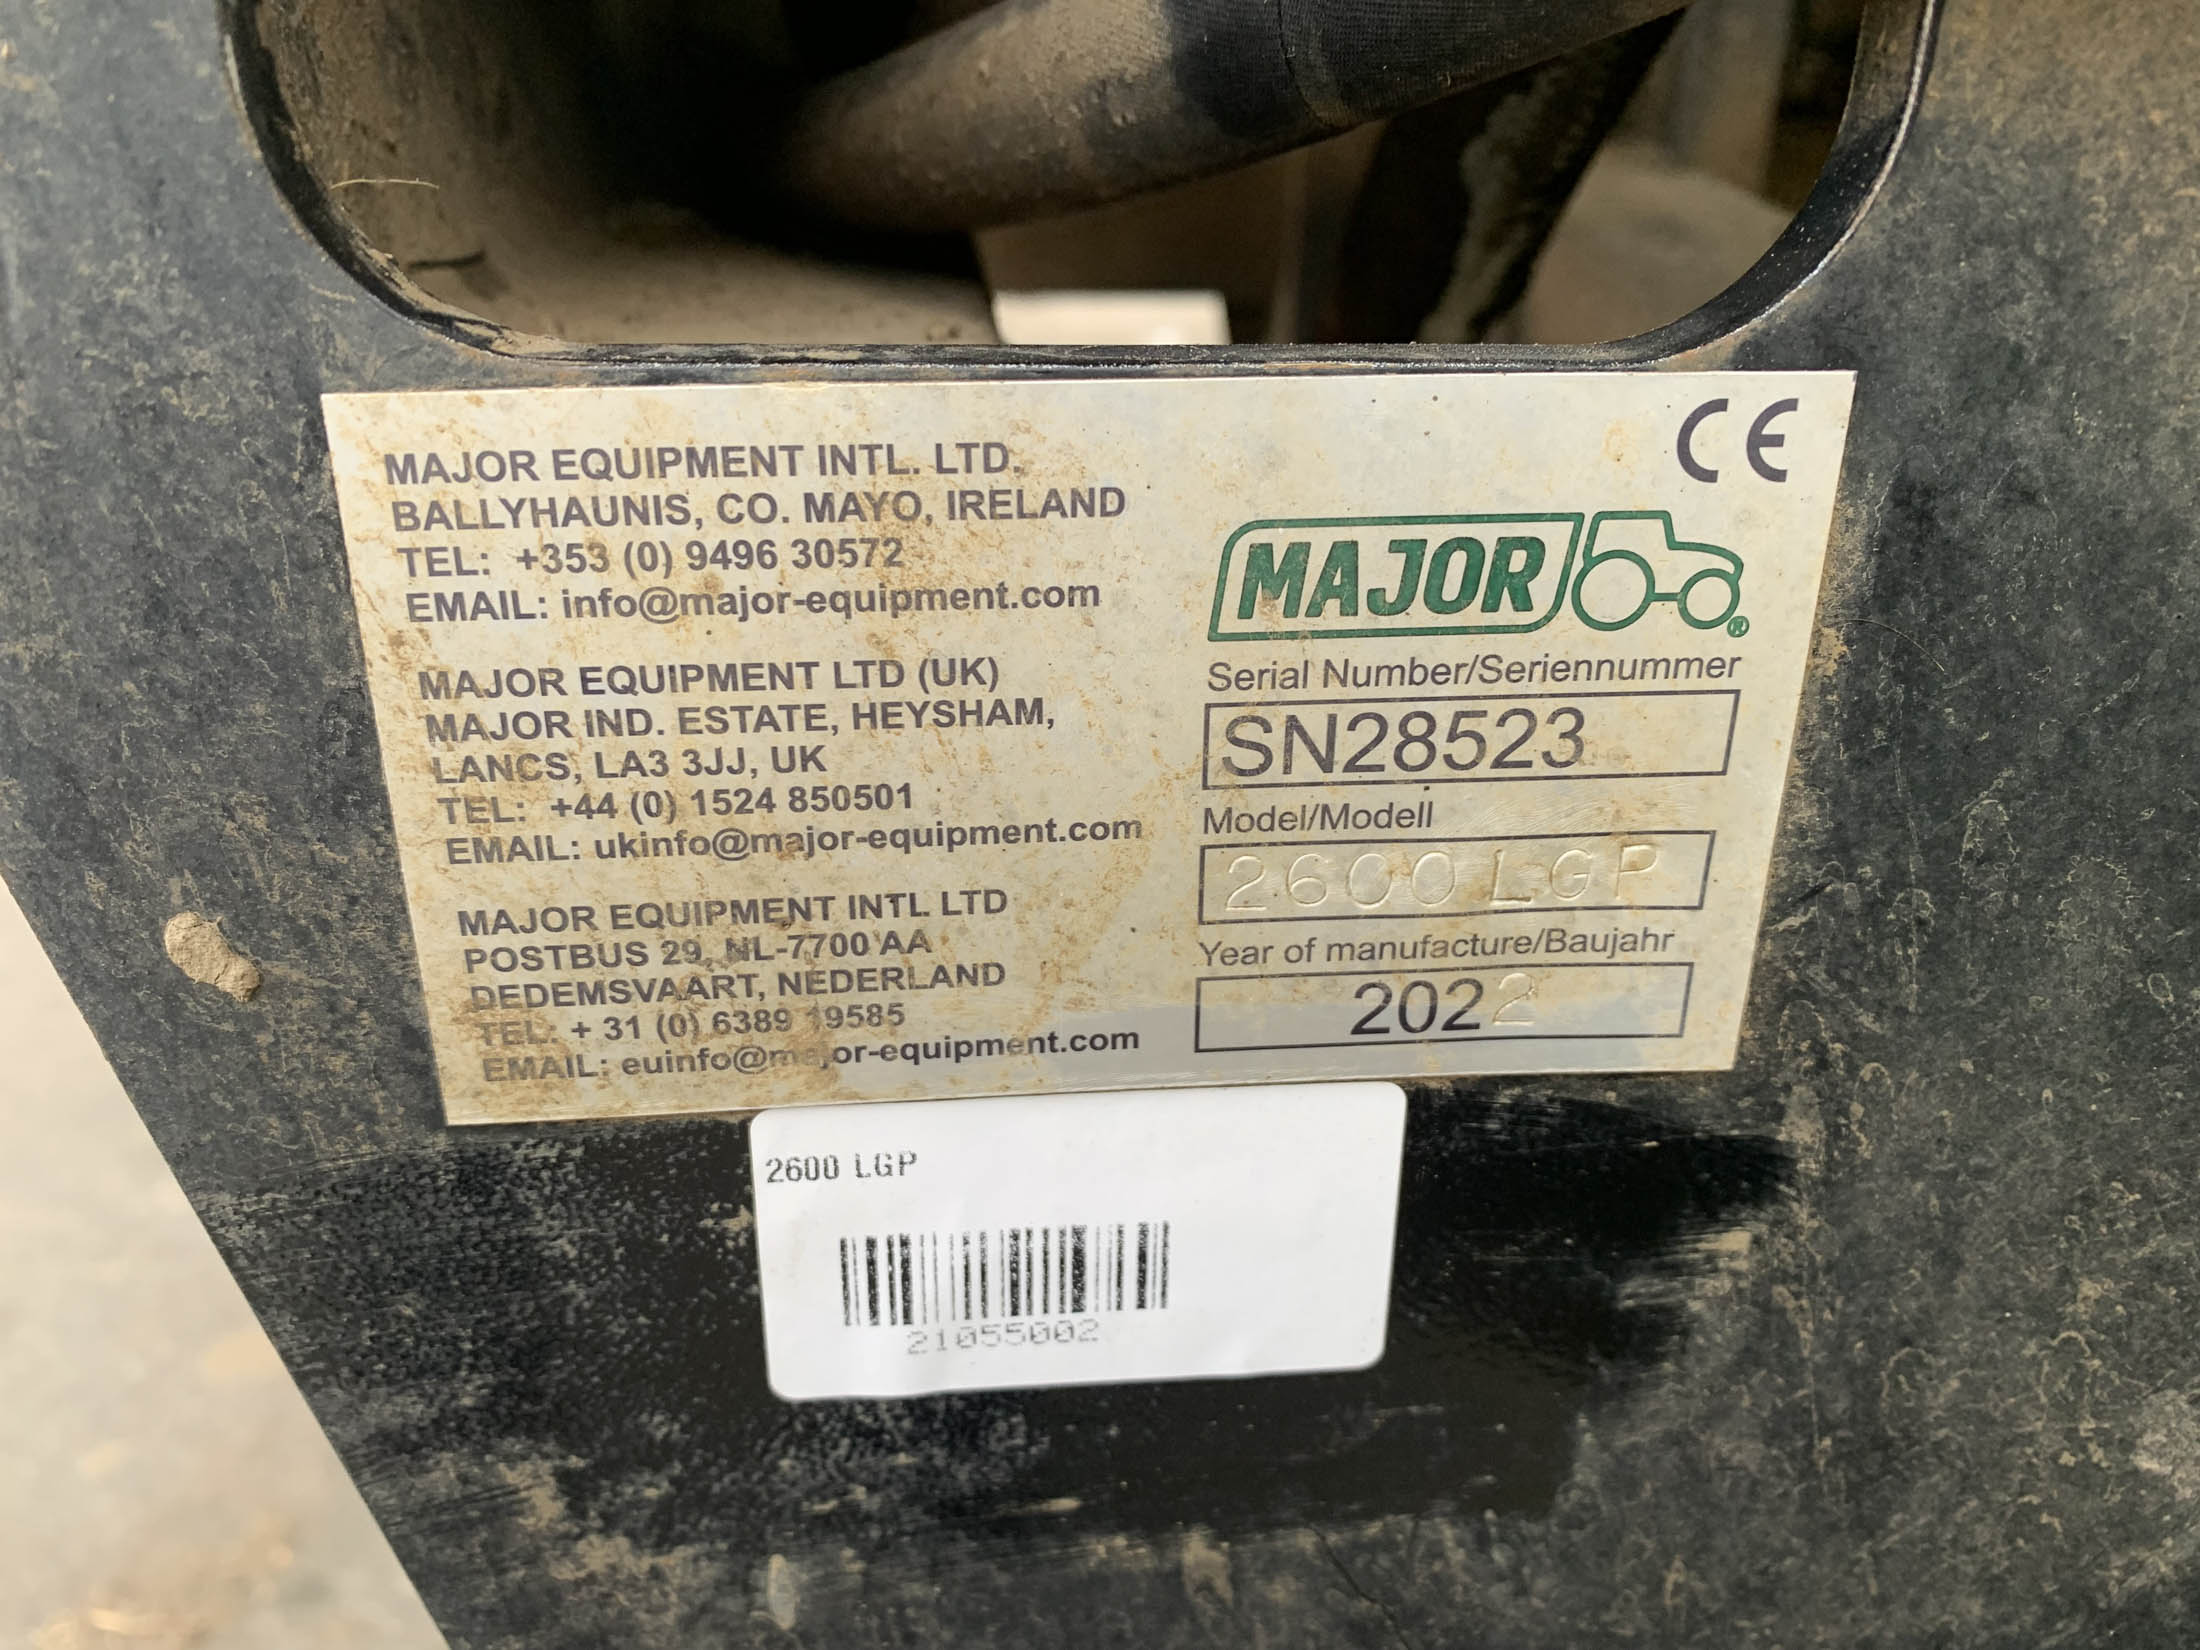 MAJOR EQUIPMENT INTL. LTD.
BALLYHAUNIS, CO. MAYO, IRELAND
TEL: +353 (0) 9496 30572
EMAIL: info@major-equipment.com
MAJOR EQUIPMENT LTD (UK)
MAJOR IND. ESTATE, HEYSHAM,
LANCS, LA3 3JJ, UK
TEL: +44 (0) 1524 850501
EMAIL: ukinfo@major-equipment.com
MAJOR EQUIPMENT INTL LTD
POSTBUS 29, NL-7700 AA
DEDEMSVAART, NEDERLAND
TEL: + 31 (0) 6389 19585
EMAIL: euinfo@major-equipment.com
CE
MAJOR ®
Serial Number/Seriennummer
SN28523
Model/Modell
2600 LGP
Year of manufacture/Baujahr
2022
2600 LGP
21055002